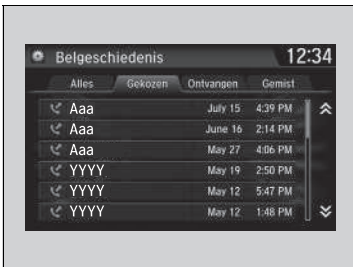 Belgeschiedenis 12:34
Alles Gekozen Ontvangen Gemist
Aaa July 15 4:39 PM
Aaa June 16 2:14 PM
Aaa May 27 4:06 PM
YYYY May 19 2:50 PM
YYYY May 12 5:47 PM
YYYY May 12 1:48 PM